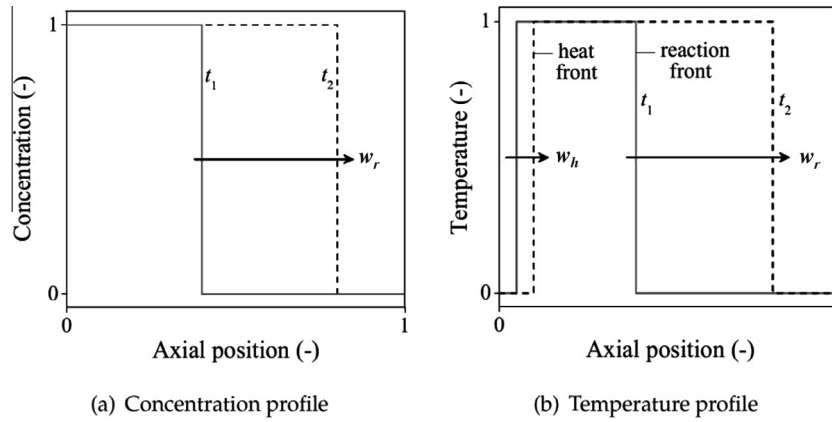 1
Concentration (-)
0
t1
t2
wr
0
1
Axial position (-)
(a) Concentration profile
1
Temperature (-)
0
heat
front
reaction
front
t1
t2
wh
wr
0
Axial position (-)
(b) Temperature profile